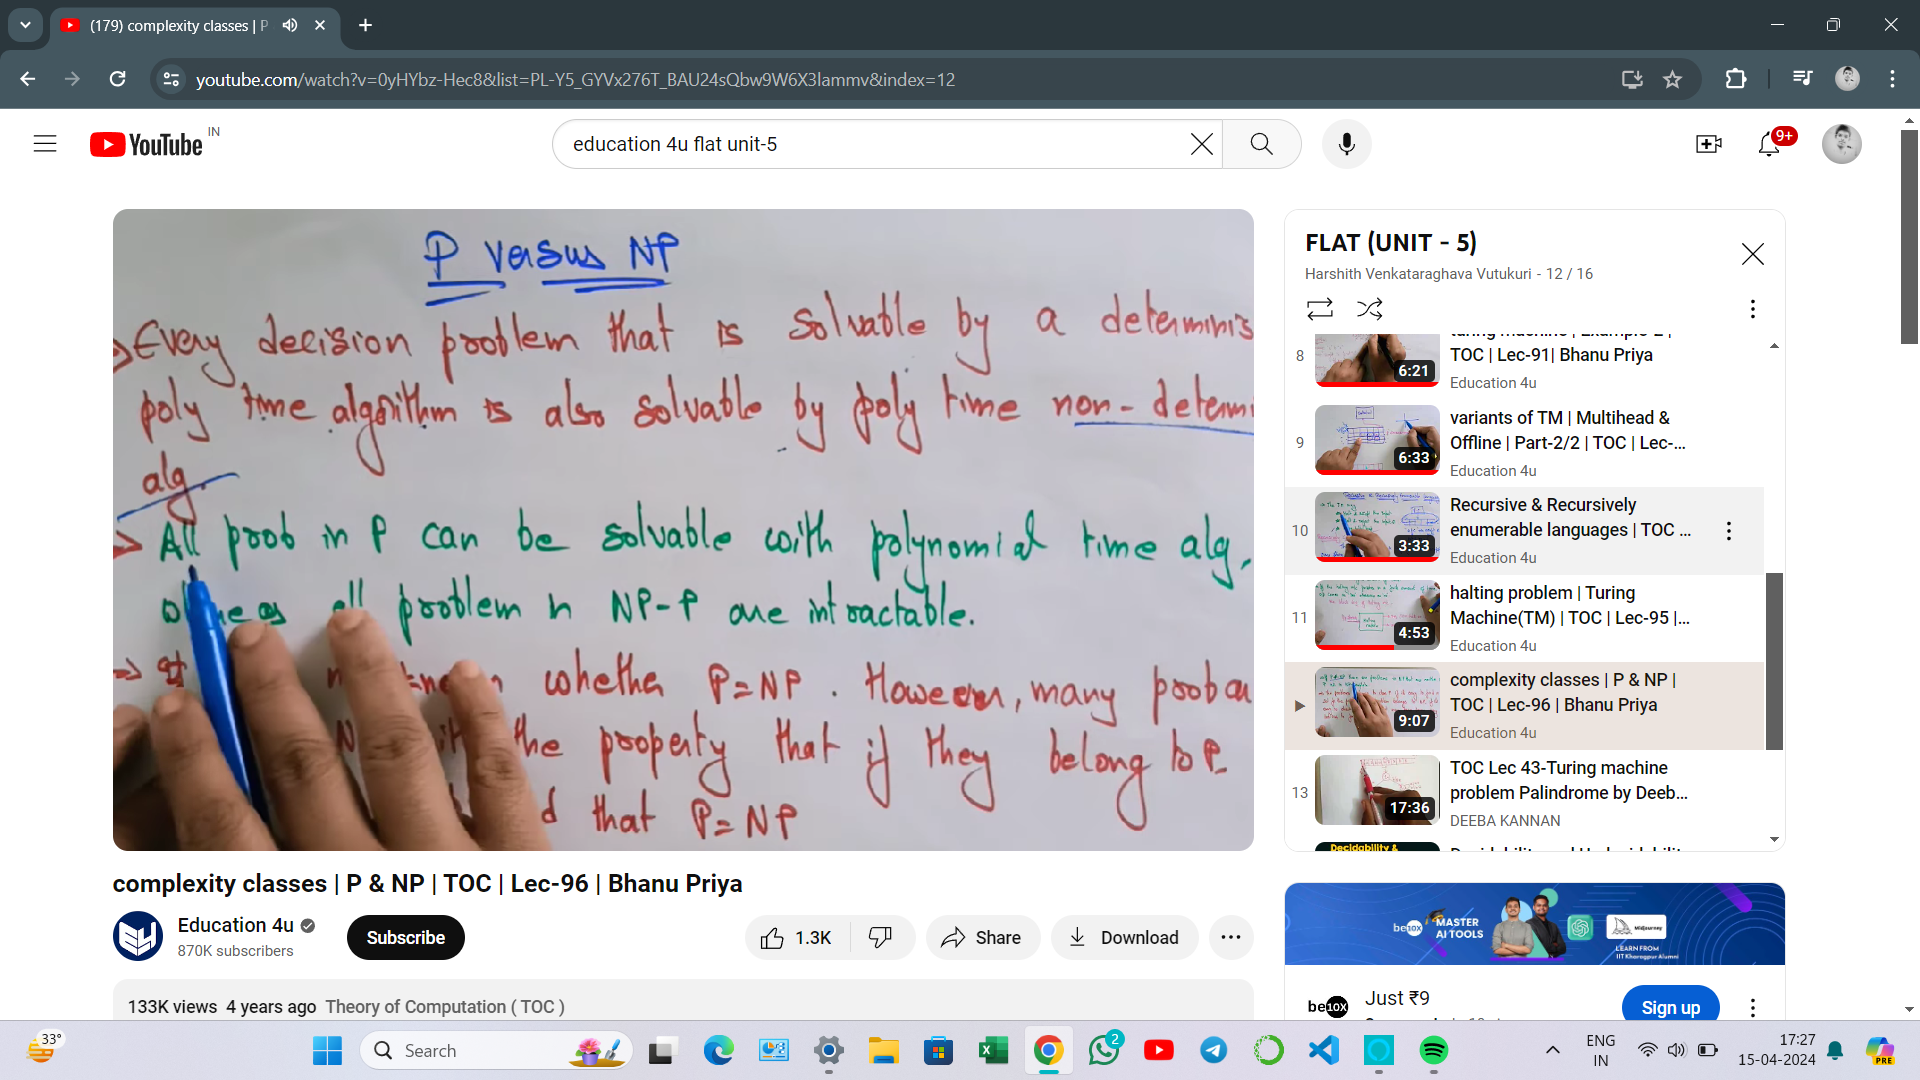 (179) complexity classes | P
youtube.com/watch?v=0yHYbz-Hec8&list=PL-Y5_GYVx276T_BAU24sQbw9W6X3lammv&index=12
YouTube IN
education 4u flat unit-5
9+
P versus NP
Every decision problem that is solvable by a determinis
poly time algorithm is also solvable by poly time non-determi
alg.
All prob in P can be solvable with polynomial time alg.
all problem in NP-P are intractable.
whether P=NP. However, many prob
the property that if they belong to P
that P=NP
complexity classes | P & NP | TOC | Lec-96 | Bhanu Priya
Education 4u
870K subscribers
Subscribe
1.3K
Share
Download
133K views 4 years ago Theory of Computation ( TOC )
FLAT (UNIT - 5)
Harshith Venkataraghava Vutukuri - 12 / 16
8
turing machine | Example-2 |
TOC | Lec-91| Bhanu Priya
Education 4u
6:21
9
variants of TM | Multihead &
Offline | Part-2/2 | TOC | Lec-...
Education 4u
6:33
10
Recursive & Recursively
enumerable languages | TOC ...
Education 4u
3:33
11
halting problem | Turing
Machine(TM) | TOC | Lec-95 |...
Education 4u
4:53
complexity classes | P & NP |
TOC | Lec-96 | Bhanu Priya
Education 4u
9:07
13
TOC Lec 43-Turing machine
problem Palindrome by Deeb...
DEEBA KANNAN
17:36
Decidability &
be10x
MASTER
AI TOOLS
Midjourney
LEARN FROM
IIT Kharagpur Alumni
be10x
Just ₹9
Sign up
33°
Search
2
ENG
IN
17:27
15-04-2024
PRE